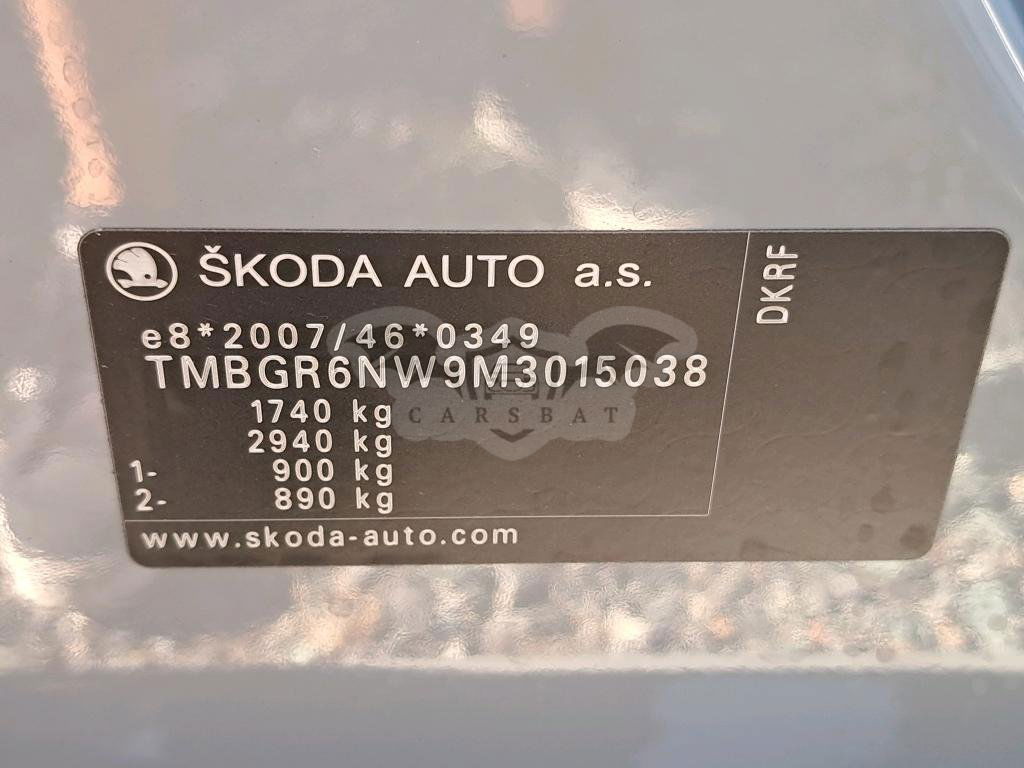 ŠKODA AUTO a.s.
DKRF
e8*2007/46*0349
TMBGR6NW9M3015038
1740 kg
CARSBAT
2940 kg
1- 900 kg
2- 890 kg
www.skoda-auto.com